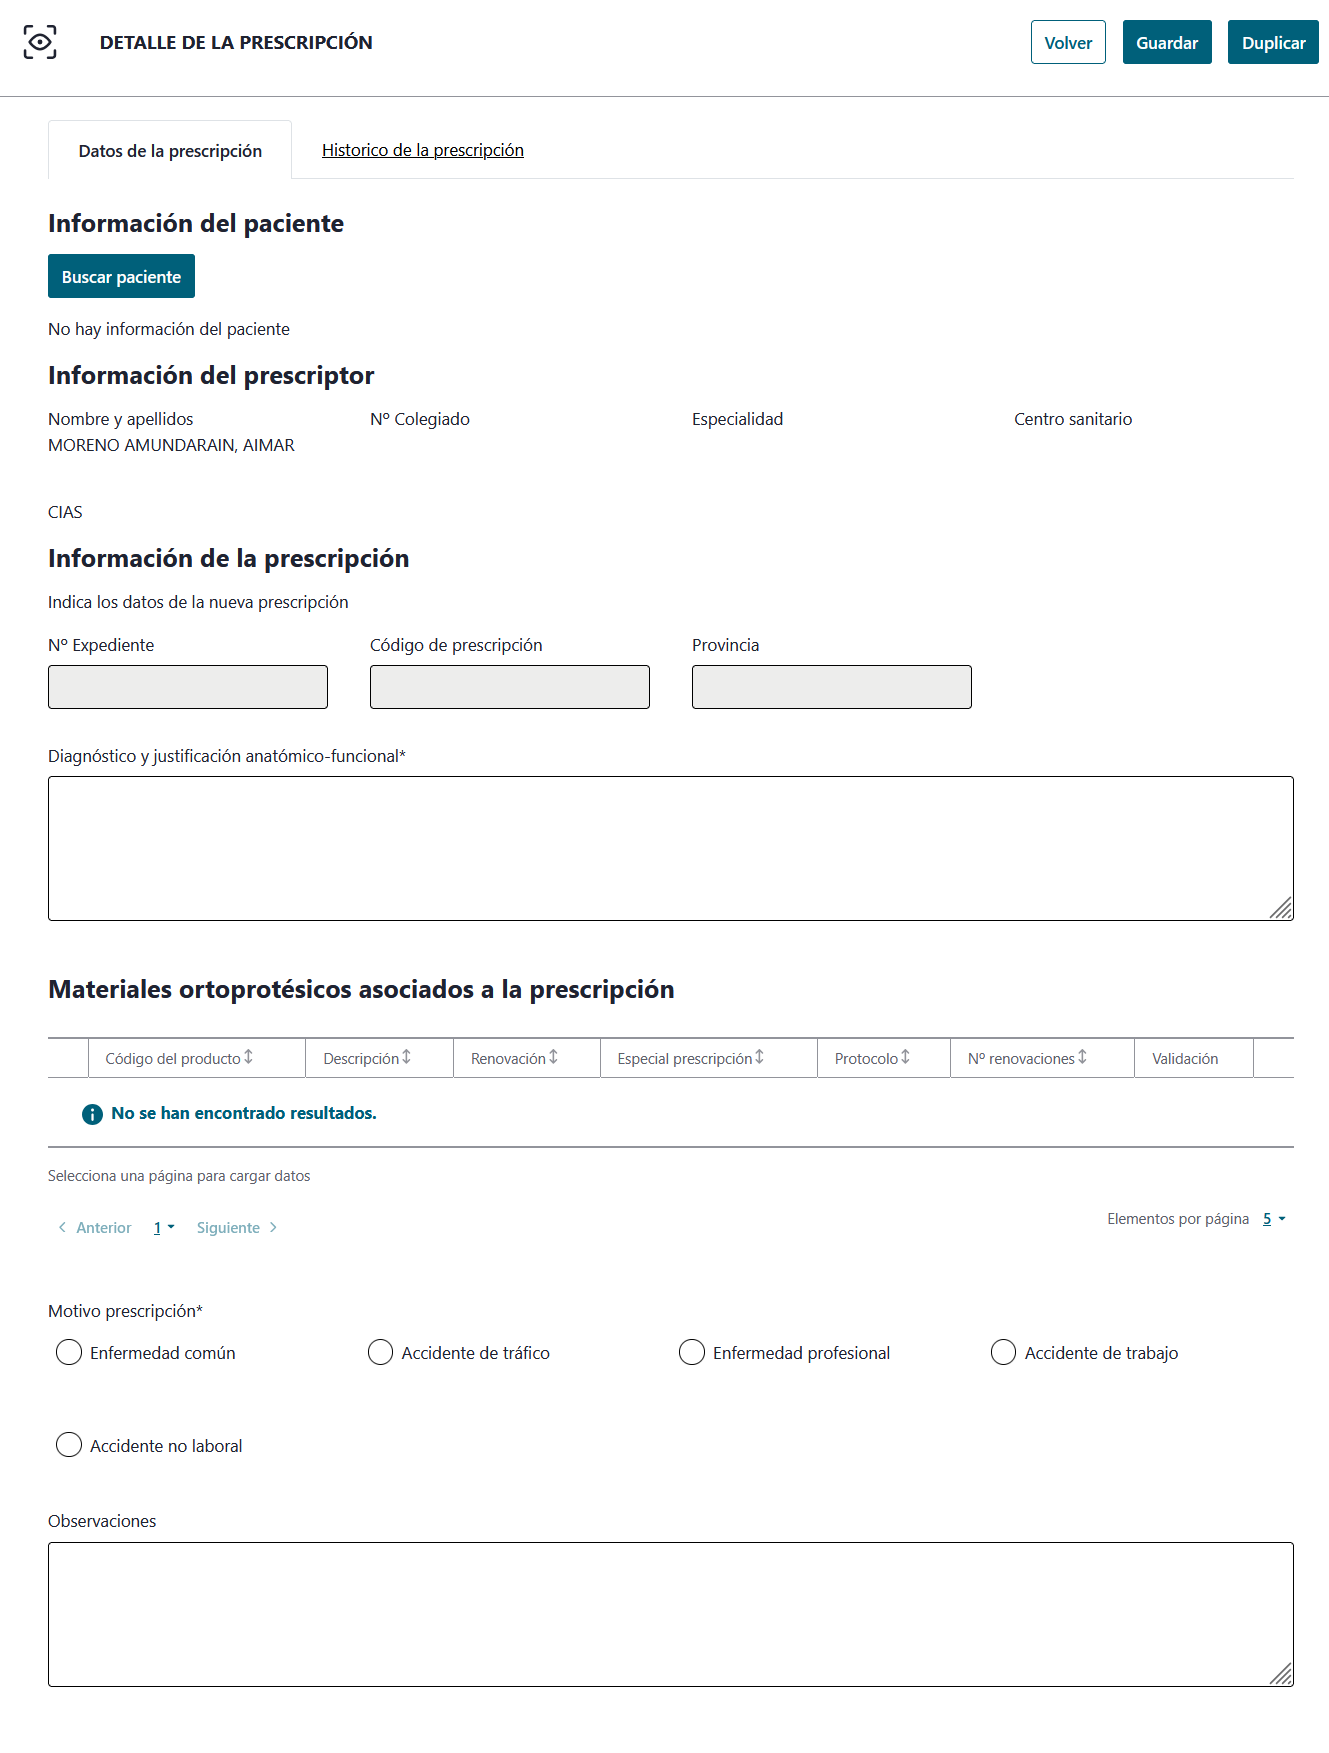 DETALLE DE LA PRESCRIPCIÓN
Volver
Guardar
Duplicar
Datos de la prescripción
Historico de la prescripción
Información del paciente
Buscar paciente
No hay información del paciente
Información del prescriptor
Nombre y apellidos
Nº Colegiado
Especialidad
Centro sanitario
MORENO AMUNDARAIN, AIMAR
CIAS
Información de la prescripción
Indica los datos de la nueva prescripción
Nº Expediente
Código de prescripción
Provincia
Diagnóstico y justificación anatómico-funcional*
Materiales ortoprotésicos asociados a la prescripción
Código del producto
Descripción
Renovación
Especial prescripción
Protocolo
Nº renovaciones
Validación
No se han encontrado resultados.
Selecciona una página para cargar datos
Anterior
1
Siguiente
Elementos por página 5
Motivo prescripción*
Enfermedad común
Accidente de tráfico
Enfermedad profesional
Accidente de trabajo
Accidente no laboral
Observaciones